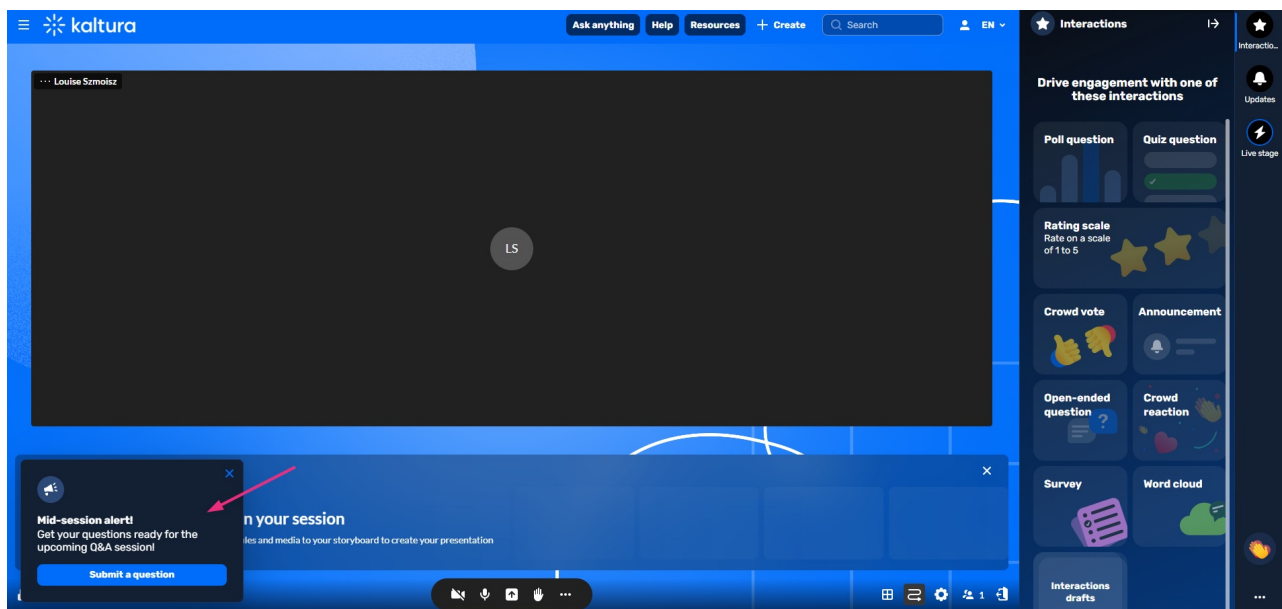 kaltura
Ask anything
Help
Resources
+ Create
Search
EN
Interactions
Interactio...
Louise Szmoisz
Updates
Live stage
Drive engagement with one of
these interactions
Poll question
Quiz question
Rating scale
Rate on a scale
of 1 to 5
LS
Crowd vote
Announcement
Open-ended
question
?
Crowd
reaction
Survey
Word cloud
Interactions
drafts
Mid-session alert!
Get your questions ready for the
upcoming Q&A session!
Submit a question
n your session
les and media to your storyboard to create your presentation
1